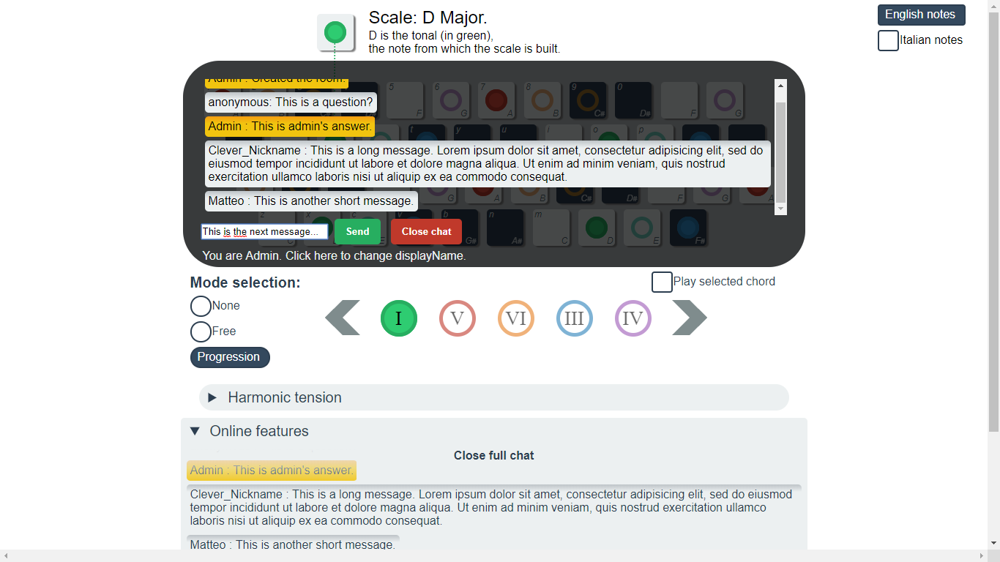 Scale: D Major.
D is the tonal (in green),
the note from which the scale is built.
English notes
Italian notes
Admin : Created the room.
anonymous: This is a question?
Admin : This is admin's answer.
Clever_Nickname : This is a long message. Lorem ipsum dolor sit amet, consectetur adipisicing elit, sed do
eiusmod tempor incididunt ut labore et dolore magna aliqua. Ut enim ad minim veniam, quis nostrud
exercitation ullamco laboris nisi ut aliquip ex ea commodo consequat.
Matteo : This is another short message.
5 6 7 8 9 0
F G A B C# D# F G
f y u i o p
G A B C# D# F G A
z x c v b n m
C E G# A# C D E F#
This is the next message...
Send
Close chat
You are Admin. Click here to change displayName.
Mode selection:
None
Free
Progression
Play selected chord
I V VI III IV
Harmonic tension
Online features
Close full chat
Admin : This is admin's answer.
Clever_Nickname : This is a long message. Lorem ipsum dolor sit amet, consectetur adipisicing elit, sed do eiusmod
tempor incididunt ut labore et dolore magna aliqua. Ut enim ad minim veniam, quis nostrud exercitation ullamco
laboris nisi ut aliquip ex ea commodo consequat.
Matteo : This is another short message.